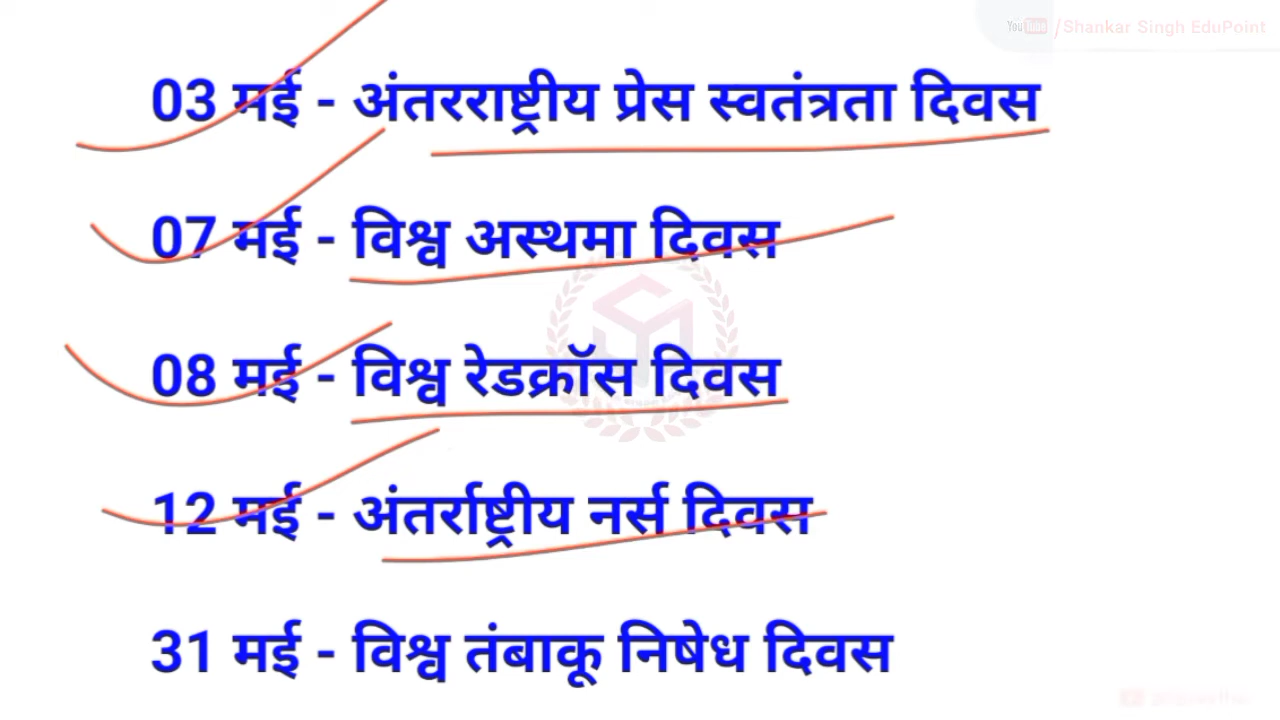 YouTube /Shankar Singh EduPoint
03 मई - अंतरराष्ट्रीय प्रेस स्वतंत्रता दिवस
07 मई - विश्व अस्थमा दिवस
08 मई - विश्व रेडक्रॉस दिवस
12 मई - अंतर्राष्ट्रीय नर्स दिवस
31 मई - विश्व तंबाकू निषेध दिवस